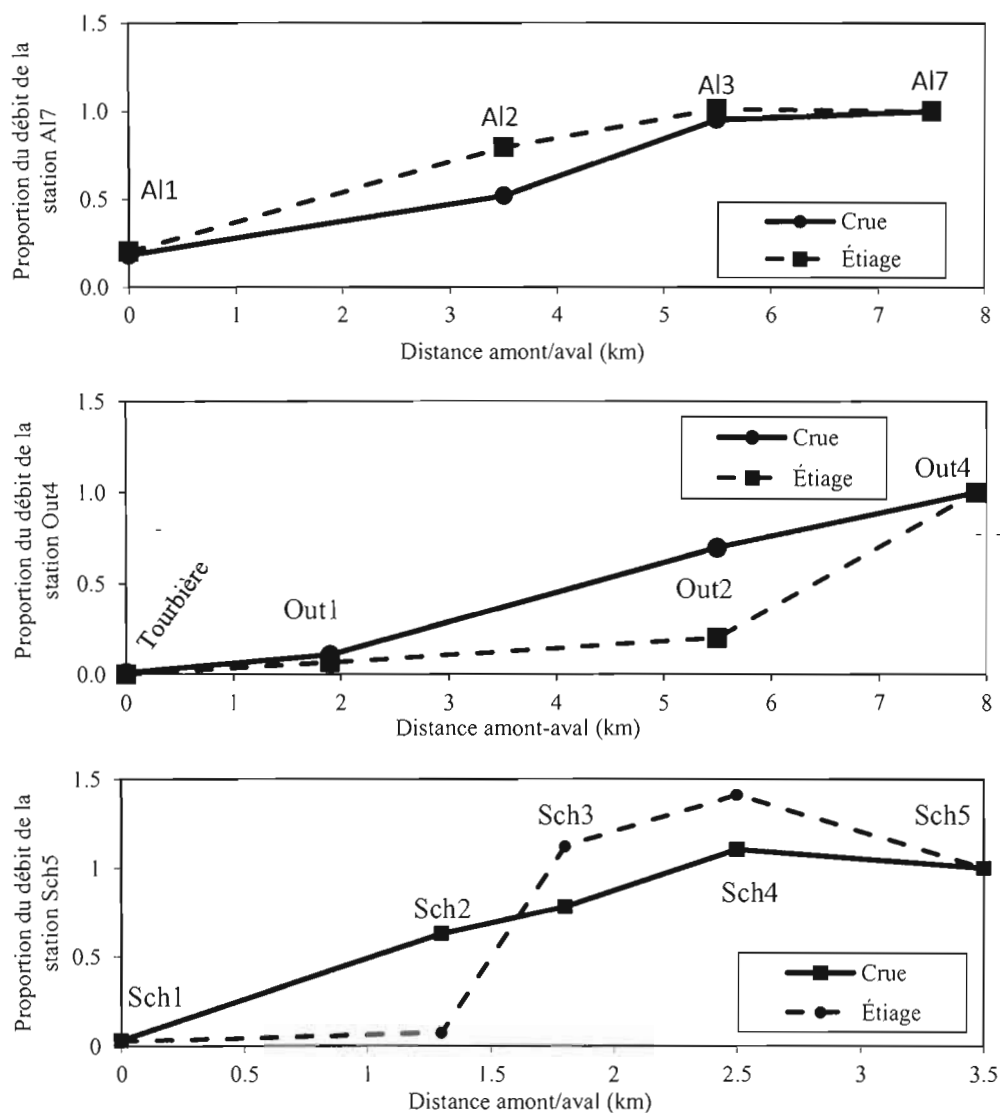 Proportion du débit de la
station Al7
1.5
1.0
0.5
0.0
Al1
Al2
Al3
Al7
Crue
Étiage
0 1 2 3 4 5 6 7 8
Distance amont/aval (km)
Proportion du débit de la
station Out4
1.5
1.0
0.5
0.0
Tourbière
Out1
Out2
Out4
Crue
Étiage
0 1 2 3 4 5 6 7 8
Distance amont-aval (km)
Proportion du débit de la
station Sch5
1.5
1
0.5
0
Sch1
Sch2
Sch3
Sch4
Sch5
Crue
Étiage
0 0.5 1 1.5 2 2.5 3 3.5
Distance amont/aval (km)